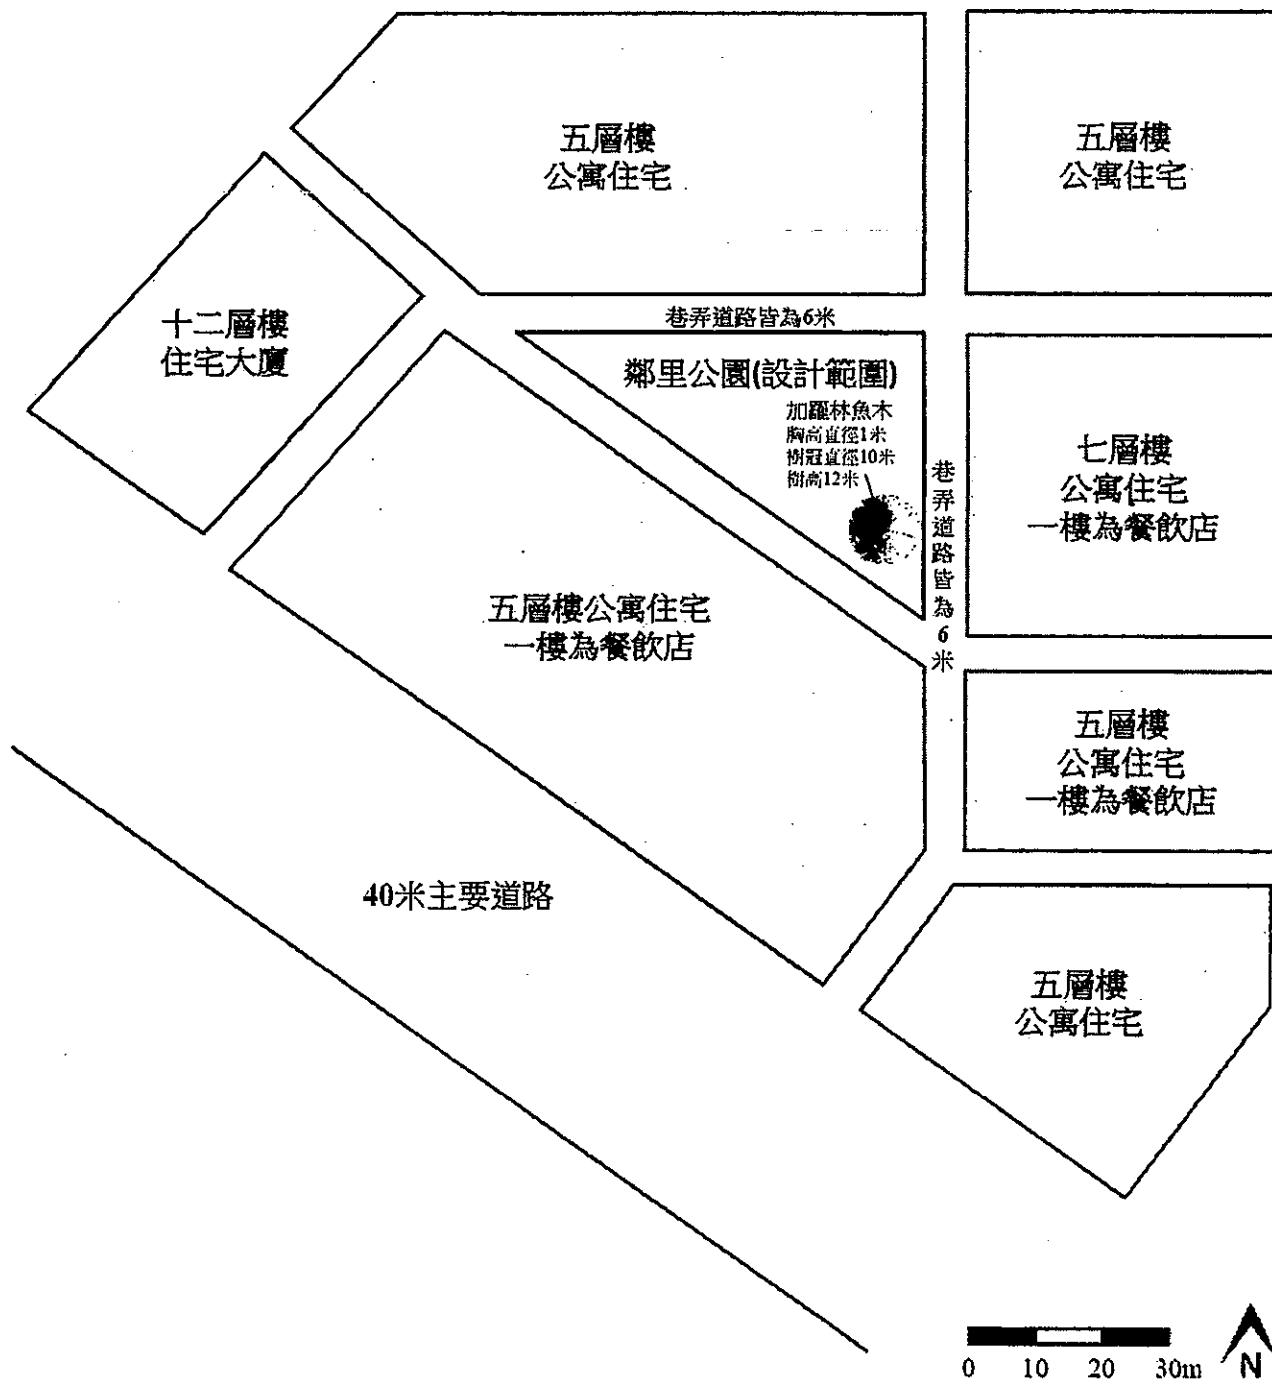 五層樓
公寓住宅
五層樓
公寓住宅
十二層樓
住宅大廈
巷弄道路皆為6米
鄰里公園(設計範圍)
加羅林魚木
胸高直徑1米
樹冠直徑10米
樹高12米
巷弄道路皆為6米
七層樓
公寓住宅
一樓為餐飲店
五層樓公寓住宅
一樓為餐飲店
五層樓
公寓住宅
一樓為餐飲店
40米主要道路
五層樓
公寓住宅
0 10 20 30m
N